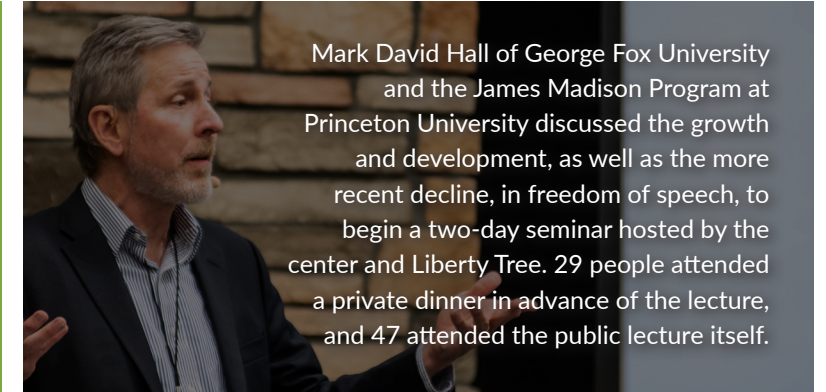 Mark David Hall of George Fox University
and the James Madison Program at
Princeton University discussed the growth
and development, as well as the more
recent decline, in freedom of speech, to
begin a two-day seminar hosted by the
center and Liberty Tree. 29 people attended
a private dinner in advance of the lecture,
and 47 attended the public lecture itself.